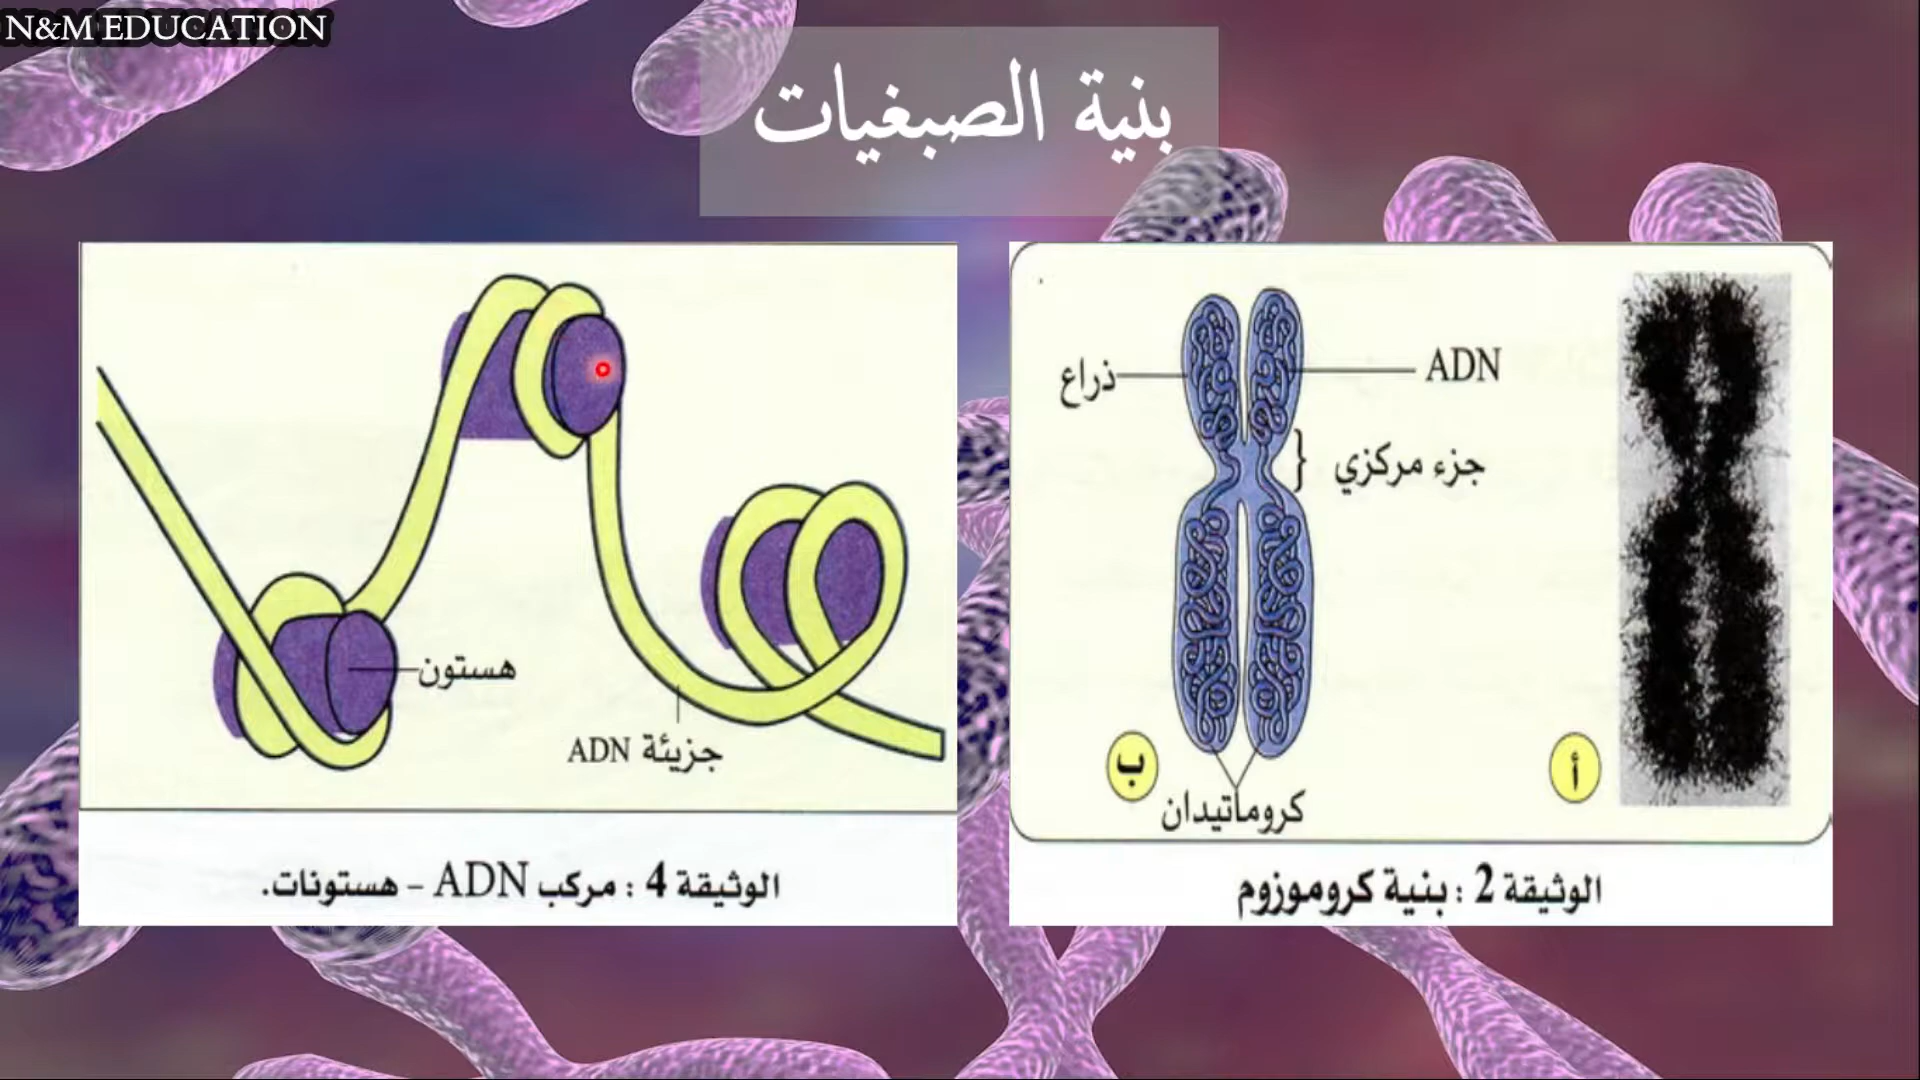 N&M EDUCATION
بنية الصبغيات
ADN
ذراع
جزء مركزي
كروماتيدان
أ
ب
الوثيقة 2 : بنية كروموزوم
هستون
جزيئة ADN
الوثيقة 4 : مركب ADN – هستونات.